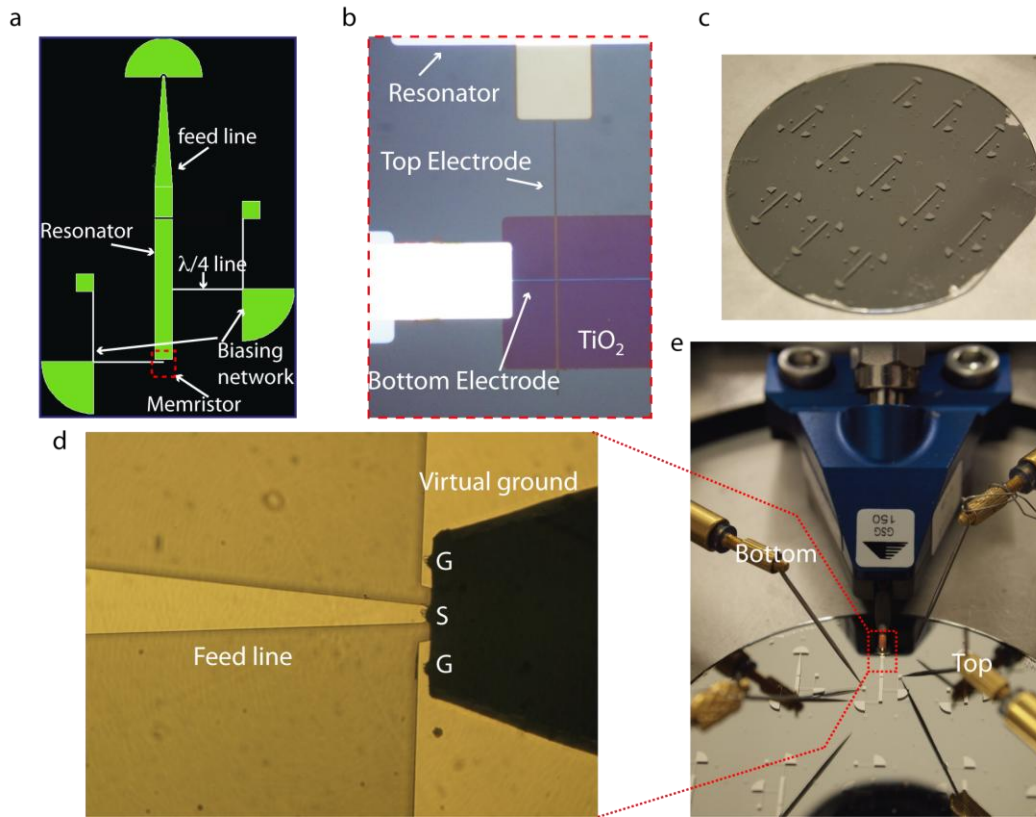 a
feed line
Resonator
λ/4 line
Biasing
network
Memristor
b
Resonator
Top Electrode
TiO2
Bottom Electrode
c
d
Virtual ground
G
S
G
Feed line
e
GSG
150
Bottom
Top